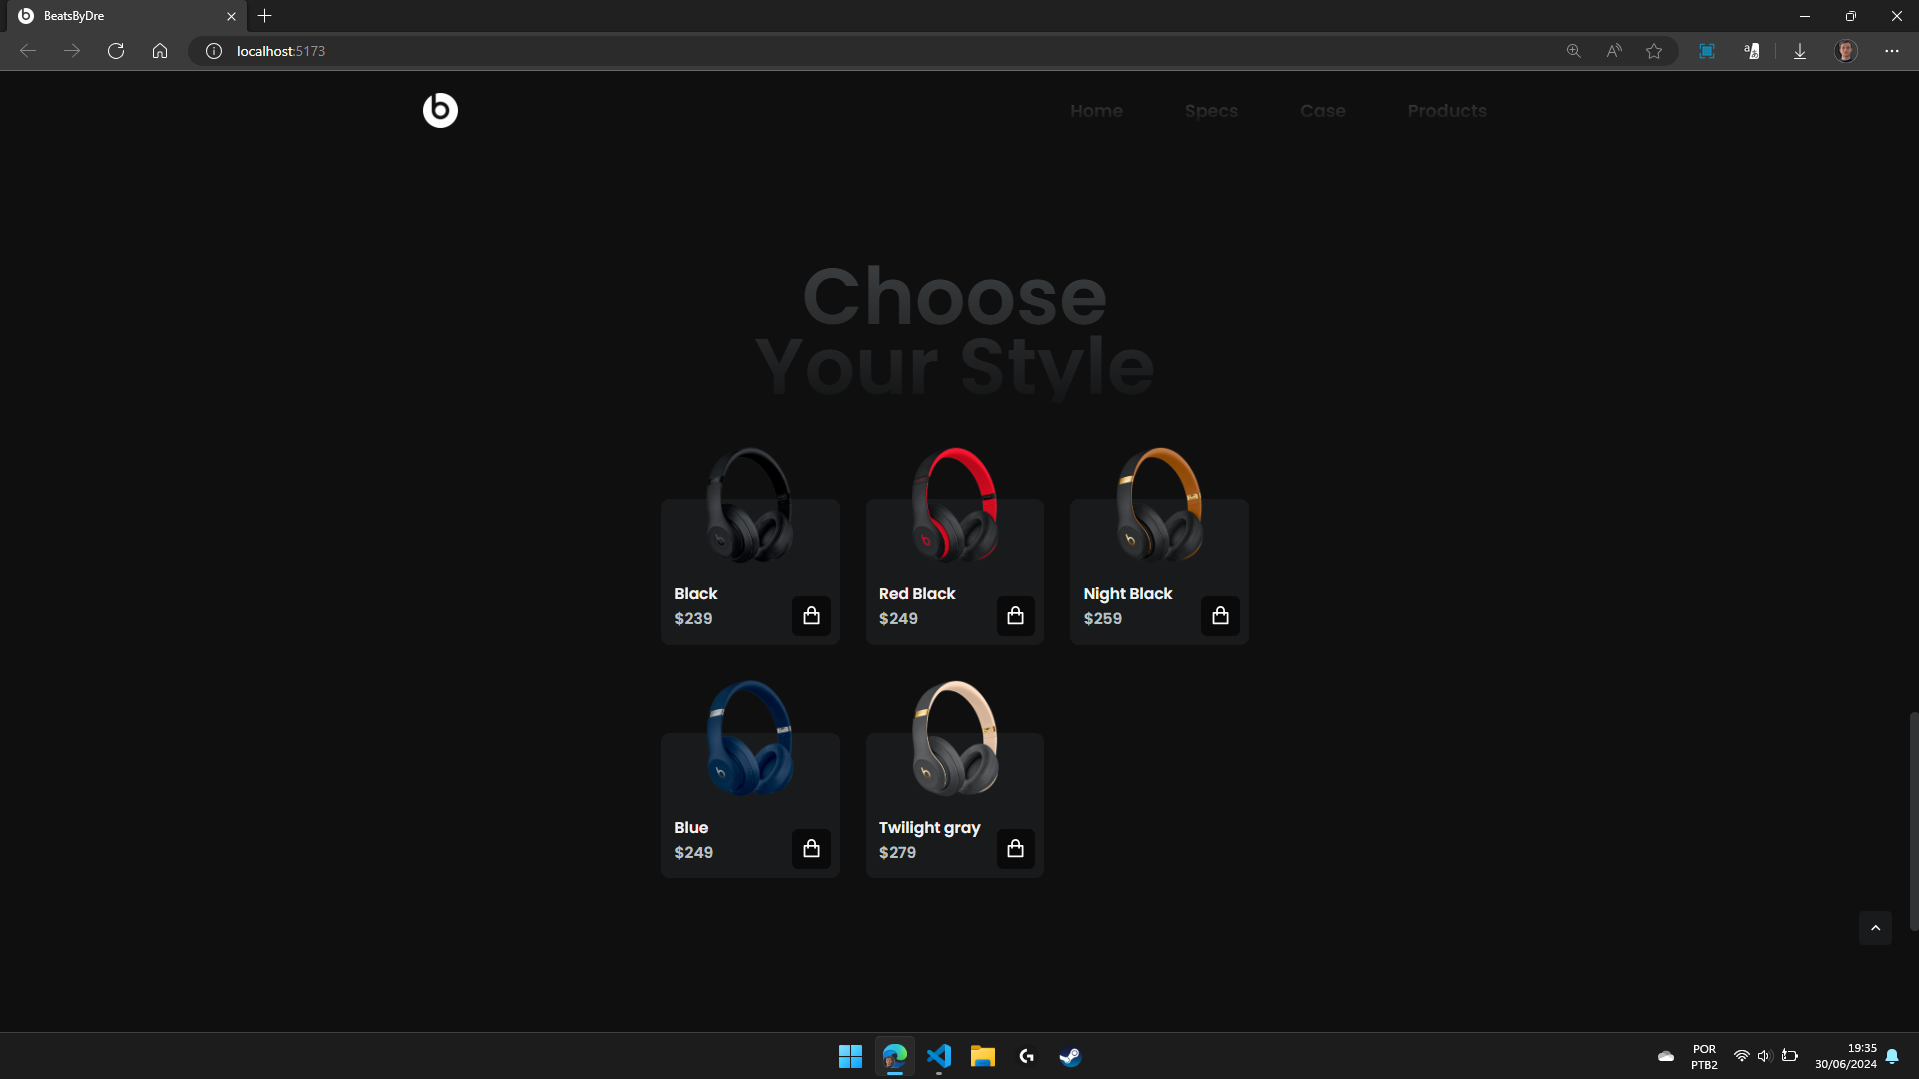 BeatsByDre
localhost:5173
Home Specs Case Products
Choose
Your Style
Black
$239
Red Black
$249
Night Black
$259
Blue
$249
Twilight gray
$279
POR
PTB2
19:35
30/06/2024